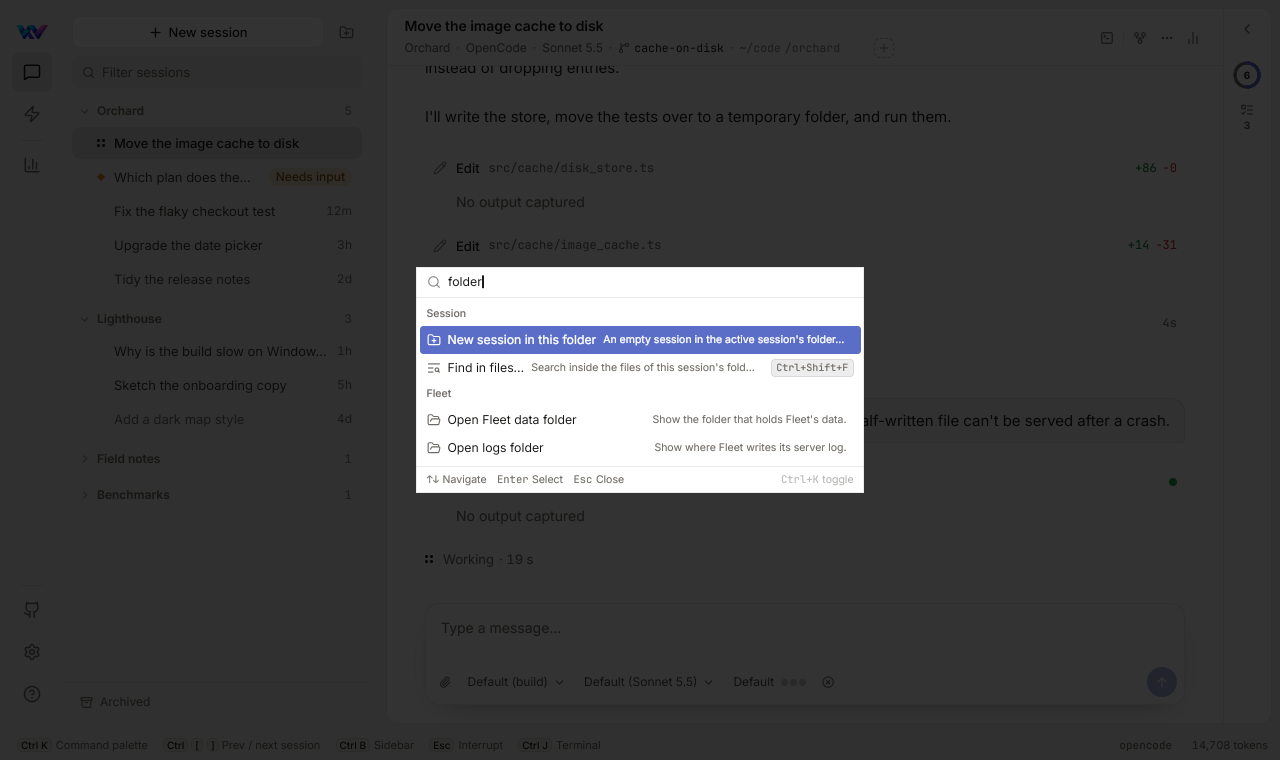 New session
Filter sessions
Orchard 5
Move the image cache to disk
Which plan does the... Needs input
Fix the flaky checkout test 12m
Upgrade the date picker 3h
Tidy the release notes 2d
Lighthouse 3
Why is the build slow on Window... 1h
Sketch the onboarding copy 5h
Add a dark map style 4d
Field notes 1
Benchmarks 1
Archived
Move the image cache to disk
Orchard · OpenCode · Sonnet 5.5 · cache-on-disk · ~/code/orchard
instead of dropping entries.
I'll write the store, move the tests over to a temporary folder, and run them.
Edit src/cache/disk_store.ts +86 -0
No output captured
Edit src/cache/image_cache.ts +14 -31
4s
folder
Session
New session in this folder An empty session in the active session's folder...
Find in files... Search inside the files of this session's fold... Ctrl+Shift+F
Fleet
Open Fleet data folder Show the folder that holds Fleet's data.
Open logs folder Show where Fleet writes its server log.
Navigate Enter Select Esc Close Ctrl+K toggle
alf-written file can't be served after a crash.
No output captured
Working · 19 s
Type a message...
Default (build) Default (Sonnet 5.5) Default
6
3
Ctrl K Command palette Ctrl [ ] Prev / next session Ctrl B Sidebar Esc Interrupt Ctrl J Terminal opencode 14,708 tokens